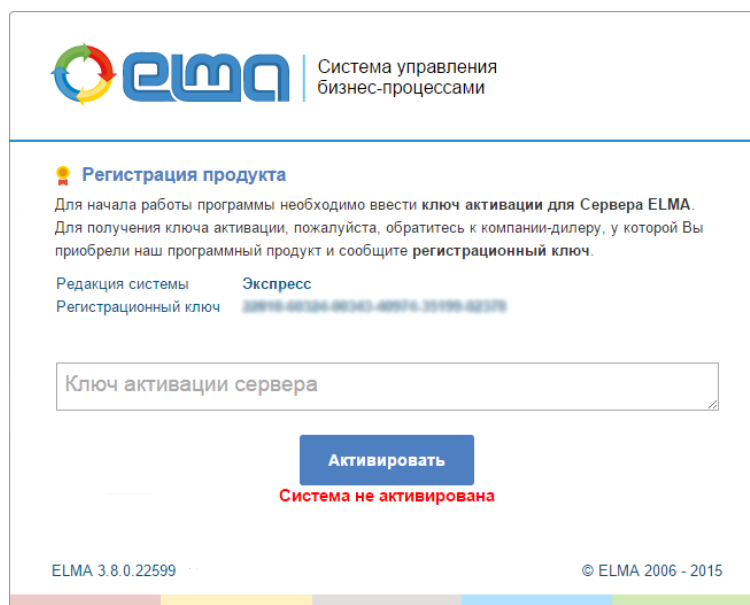 elma
Система управления
бизнес-процессами
Регистрация продукта
Для начала работы программы необходимо ввести ключ активации для Сервера ELMA.
Для получения ключа активации, пожалуйста, обратитесь к компании-дилеру, у которой Вы
приобрели наш программный продукт и сообщите регистрационный ключ.
Редакция системы Экспресс
Регистрационный ключ
Ключ активации сервера
Активировать
Система не активирована
ELMA 3.8.0.22599 © ELMA 2006 - 2015